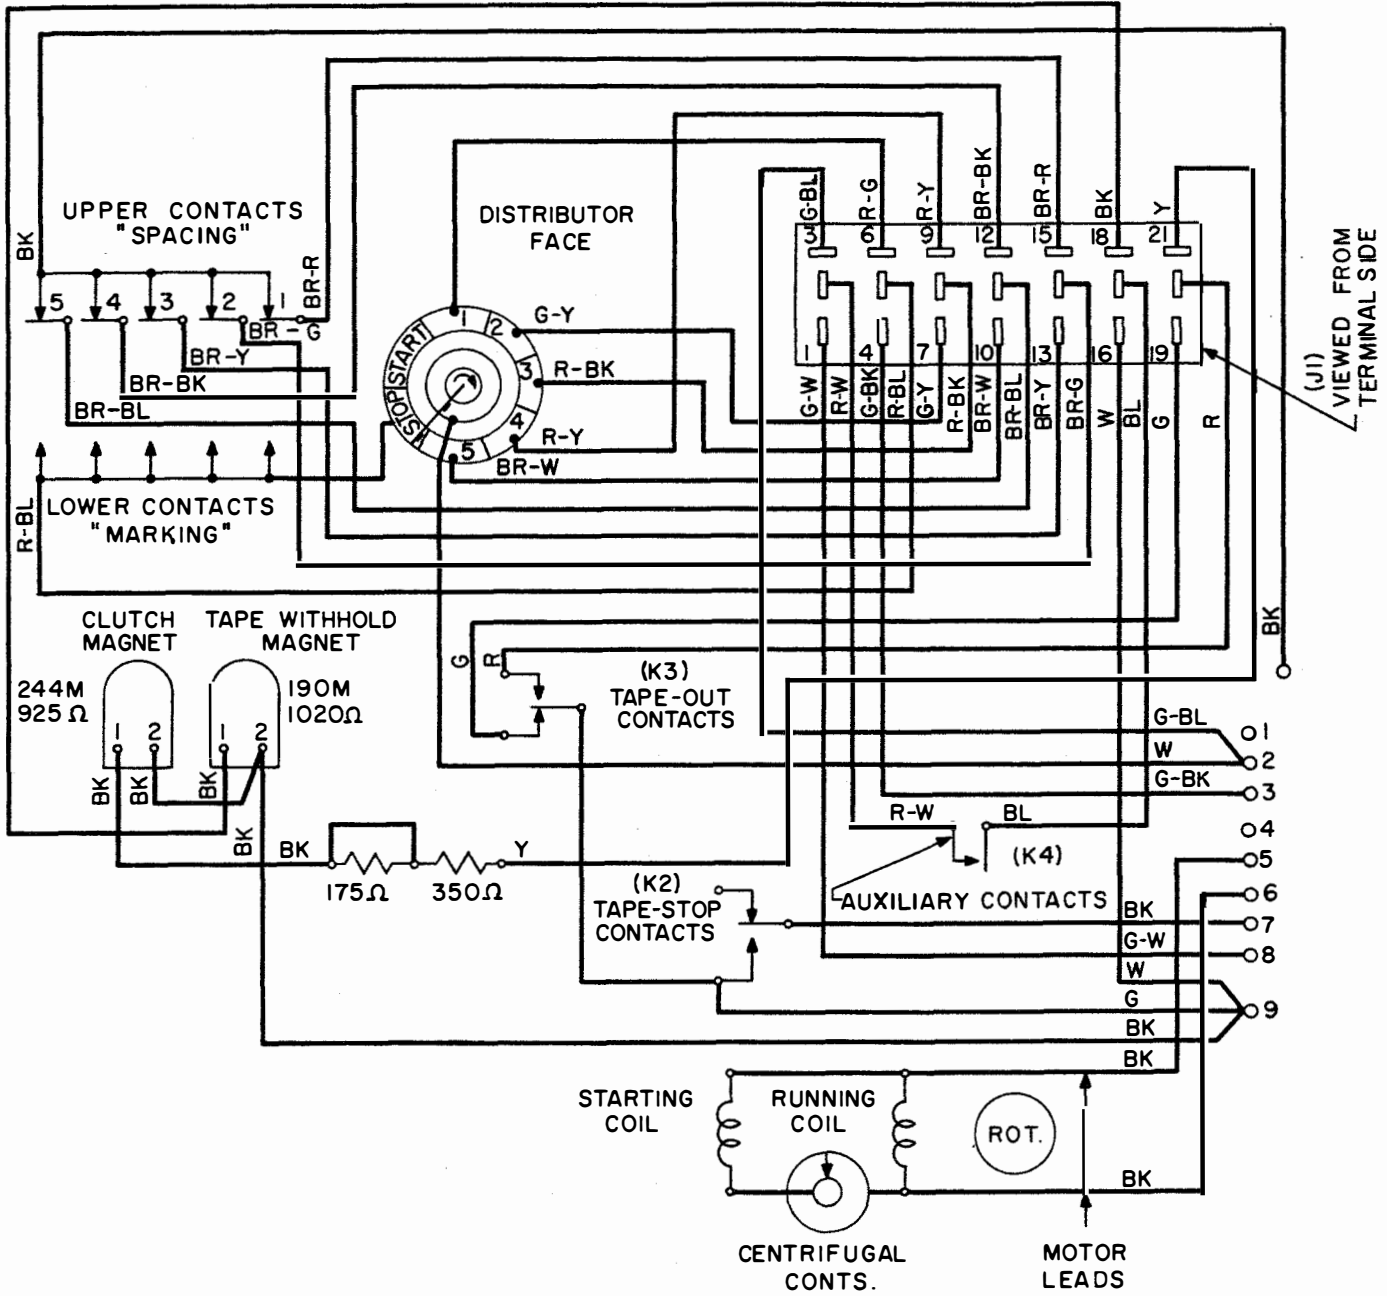 UPPER CONTACTS
"SPACING"
BK
5
4
3
2
1
BR-R
BR-G
BR-Y
BR-BK
BR-BL
R-BL
LOWER CONTACTS
"MARKING"
DISTRIBUTOR
FACE
STOP
START
1
2
3
4
5
G-Y
R-BK
R-Y
BR-W
G-BL
R-G
R-Y
BR-BK
BR-R
BK
Y
3
6
9
12
15
18
21
1
4
7
10
13
16
19
G-W
R-W
G-BK
R-BL
G-Y
R-BK
BR-W
BR-BL
BR-Y
BR-G
W
BL
G
R
(J1)
VIEWED FROM
TERMINAL SIDE
CLUTCH
MAGNET
TAPE WITHHOLD
MAGNET
244M
925Ω
190M
1020Ω
1
2
1
2
BK
BK
BK
BK
BK
175Ω
350Ω
Y
G
R
(K3)
TAPE-OUT
CONTACTS
(K2)
TAPE-STOP
CONTACTS
R-W
BL
(K4)
AUXILIARY CONTACTS
BK
G-BL
W
G-BK
1
2
3
4
5
6
7
8
9
BK
G-W
W
G
BK
BK
STARTING
COIL
RUNNING
COIL
ROT.
BK
CENTRIFUGAL
CONTS.
MOTOR
LEADS